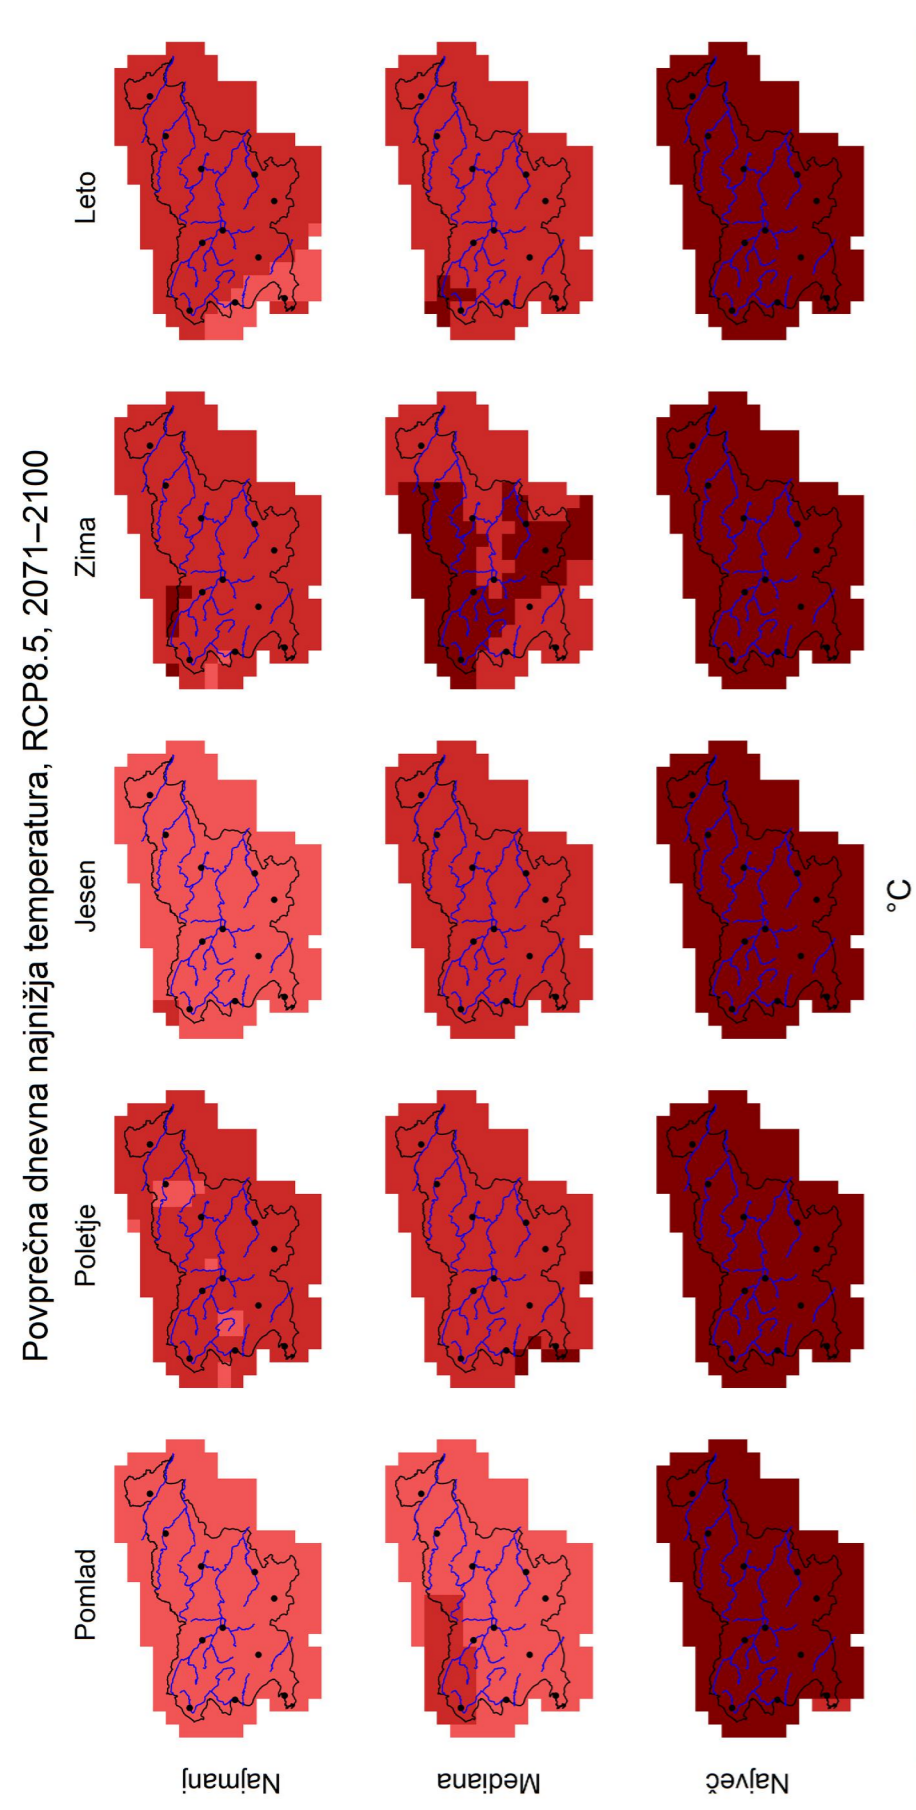 Povprečna dnevna najnižja temperatura, RCP8.5, 2071–2100
Pomlad
Poletje
Jesen
Zima
Leto
Najmanj
Mediana
Največ
°C